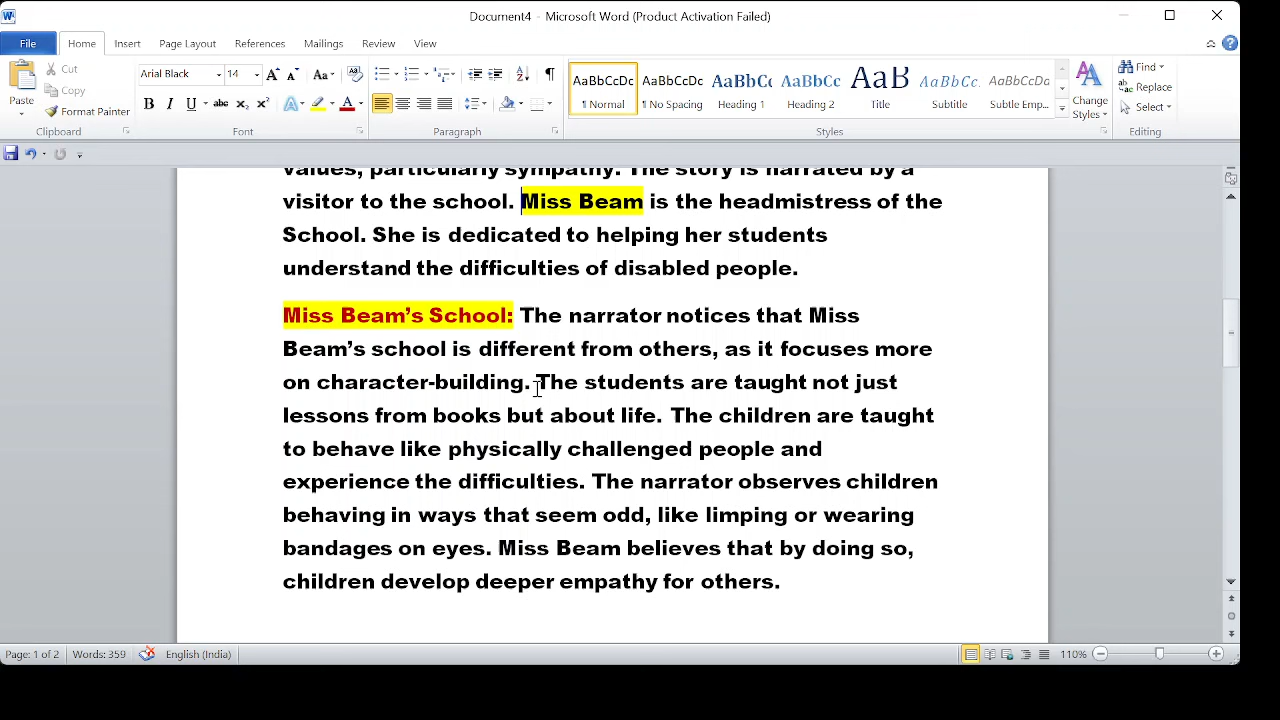 Document4 - Microsoft Word (Product Activation Failed)
File Home Insert Page Layout References Mailings Review View
Paste
Cut
Copy
Format Painter
Clipboard
Arial Black 14
Font
Paragraph
AaBbCcDc AaBbCcDc AaBbCc AaBbCc AaB AaBbCc. AaBbCcDc
¶ Normal ¶ No Spacing Heading 1 Heading 2 Title Subtitle Subtle Emp...
Change Styles
Styles
Find
Replace
Select
Editing
values, particularly sympathy. The story is narrated by a
visitor to the school. Miss Beam is the headmistress of the
School. She is dedicated to helping her students
understand the difficulties of disabled people.
Miss Beam’s School: The narrator notices that Miss
Beam’s school is different from others, as it focuses more
on character-building. The students are taught not just
lessons from books but about life. The children are taught
to behave like physically challenged people and
experience the difficulties. The narrator observes children
behaving in ways that seem odd, like limping or wearing
bandages on eyes. Miss Beam believes that by doing so,
children develop deeper empathy for others.
Page: 1 of 2 Words: 359 English (India) 110%